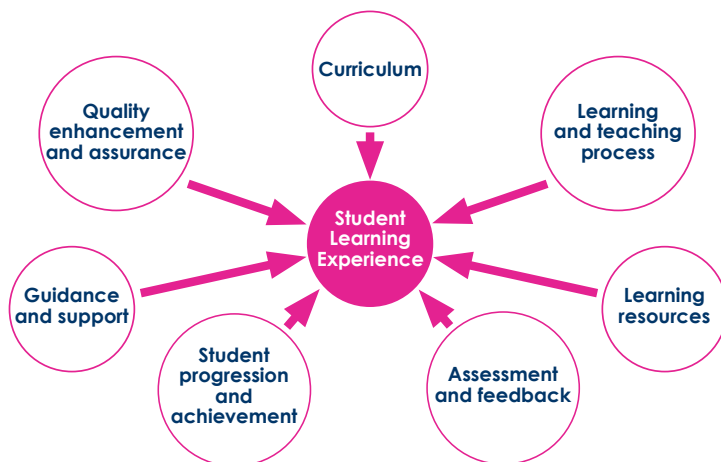 Curriculum
Quality
enhancement
and assurance
Learning
and teaching
process
Student
Learning
Experience
Guidance
and support
Learning
resources
Student
progression
and
achievement
Assessment
and feedback